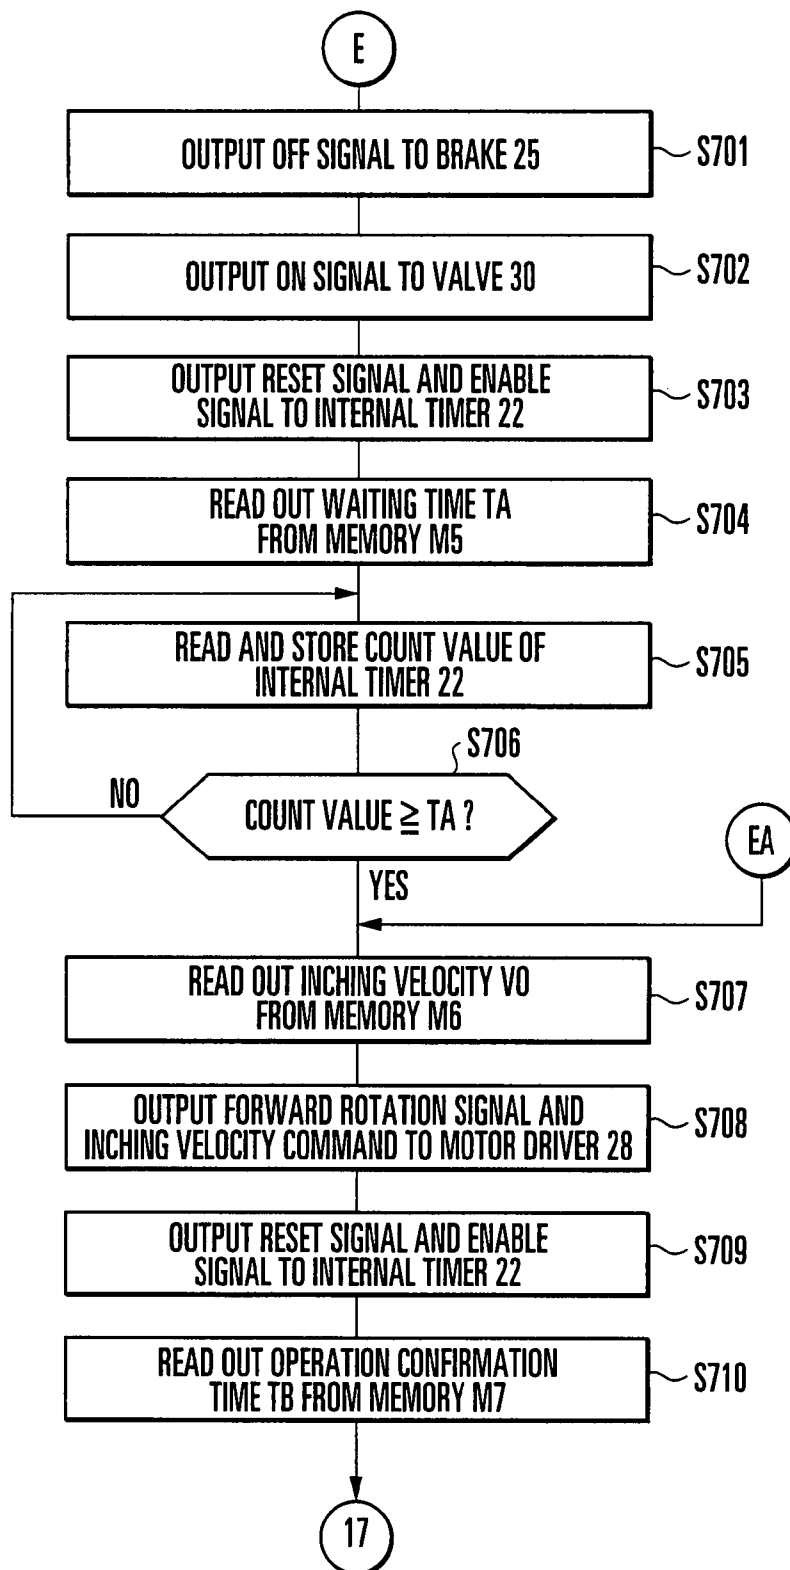 E
OUTPUT OFF SIGNAL TO BRAKE 25
S701
OUTPUT ON SIGNAL TO VALVE 30
S702
OUTPUT RESET SIGNAL AND ENABLE
SIGNAL TO INTERNAL TIMER 22
S703
READ OUT WAITING TIME TA
FROM MEMORY M5
S704
READ AND STORE COUNT VALUE OF
INTERNAL TIMER 22
S705
S706
NO
COUNT VALUE ≧ TA ?
EA
YES
READ OUT INCHING VELOCITY VO
FROM MEMORY M6
S707
OUTPUT FORWARD ROTATION SIGNAL AND
INCHING VELOCITY COMMAND TO MOTOR DRIVER 28
S708
OUTPUT RESET SIGNAL AND ENABLE
SIGNAL TO INTERNAL TIMER 22
S709
READ OUT OPERATION CONFIRMATION
TIME TB FROM MEMORY M7
S710
17